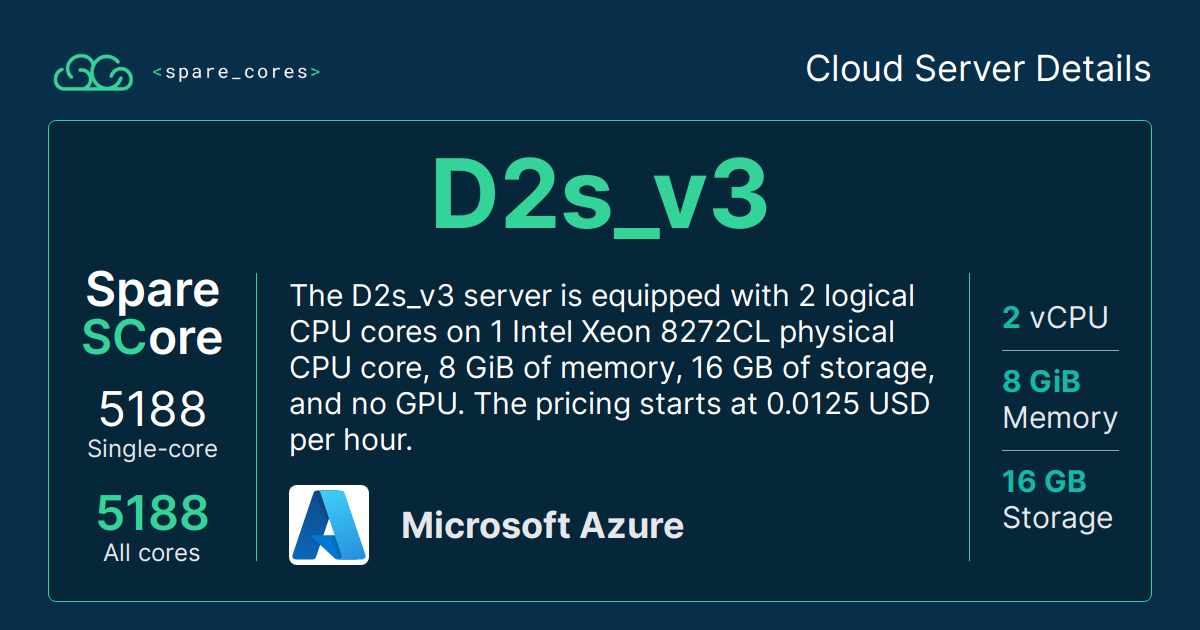 <spare_cores>
Cloud Server Details
D2s_v3
Spare
SCore
5188
Single-core
5188
All cores
The D2s_v3 server is equipped with 2 logical
CPU cores on 1 Intel Xeon 8272CL physical
CPU core, 8 GiB of memory, 16 GB of storage,
and no GPU. The pricing starts at 0.0125 USD
per hour.
Microsoft Azure
2 vCPU
8 GiB
Memory
16 GB
Storage